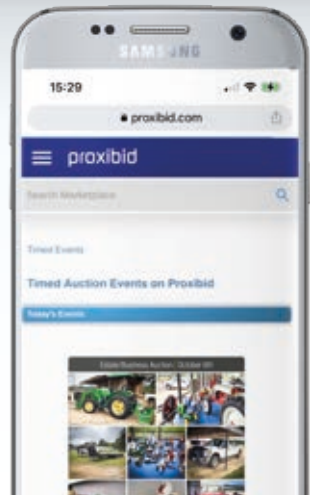 SAMSUNG
15:29
proxibid.com
proxibid
Search Marketplace
Timed Events
Timed Auction Events on Proxibid
Today's Events